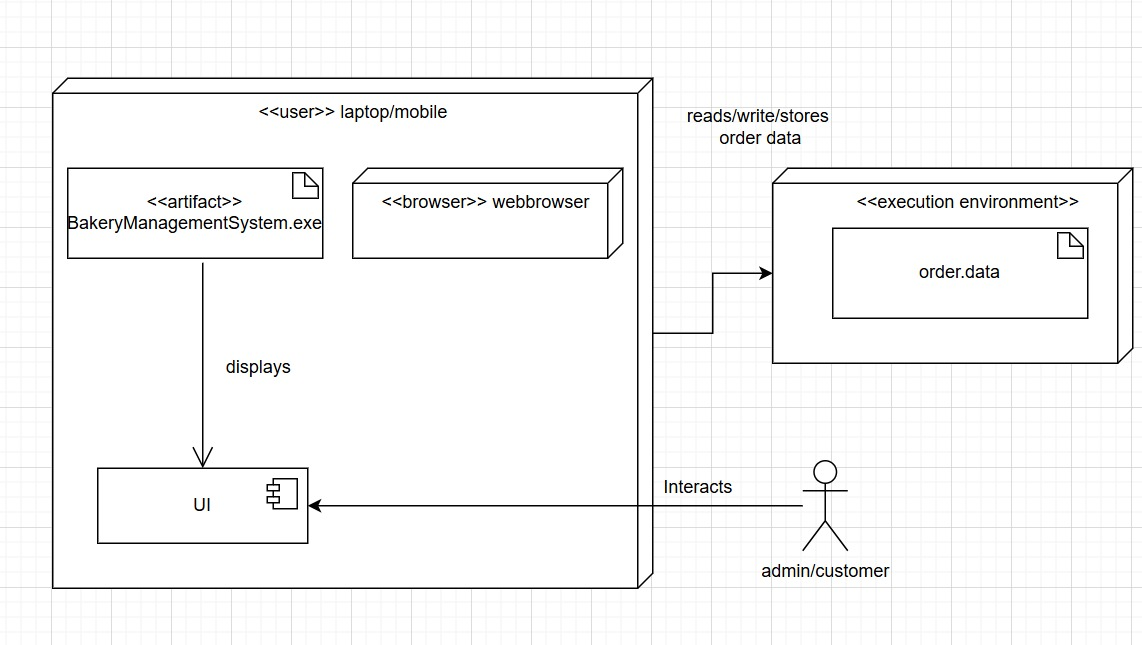 <<user>> laptop/mobile
reads/write/stores
order data
<<artifact>>
BakeryManagementSystem.exe
<<browser>> webbrowser
<<execution environment>>
order.data
displays
UI
Interacts
admin/customer